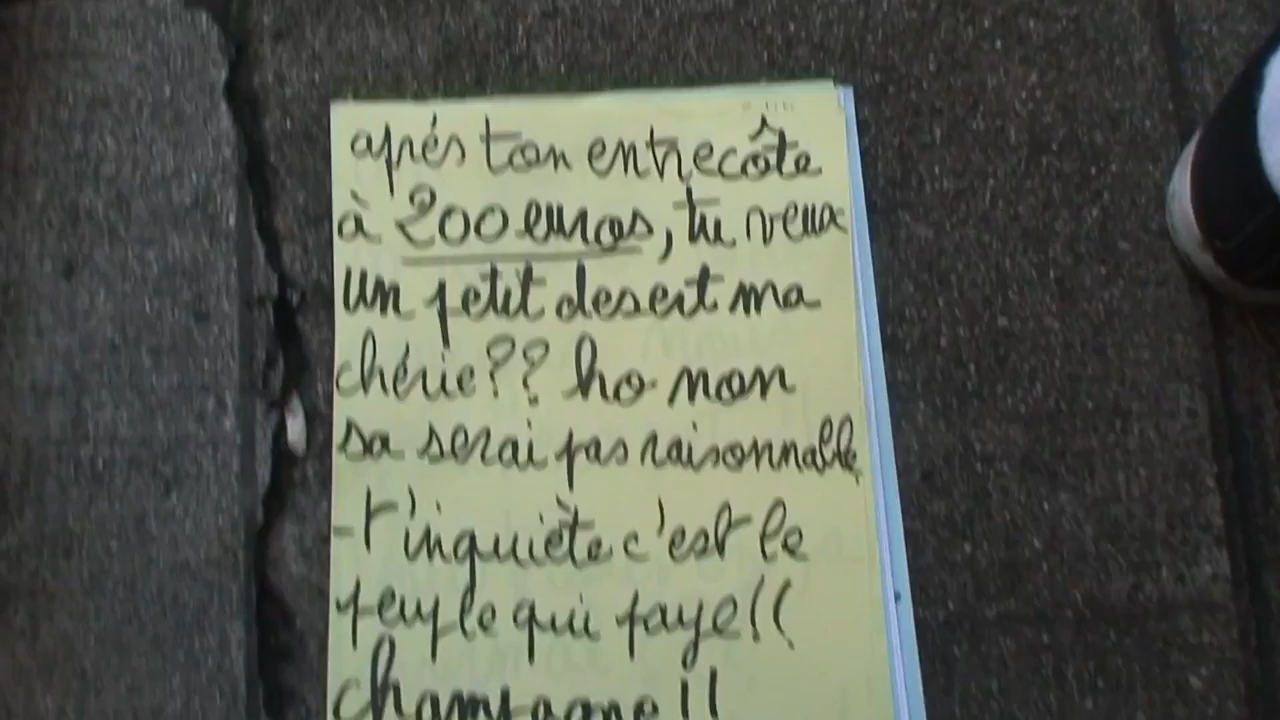 aprés ton entrecôte
à 200 euros, tu veux
un petit desert ma
chérie?? ho non
sa serai pas raisonnable
-t'inquiète c'est le
peuple qui paye!!
champagne!!